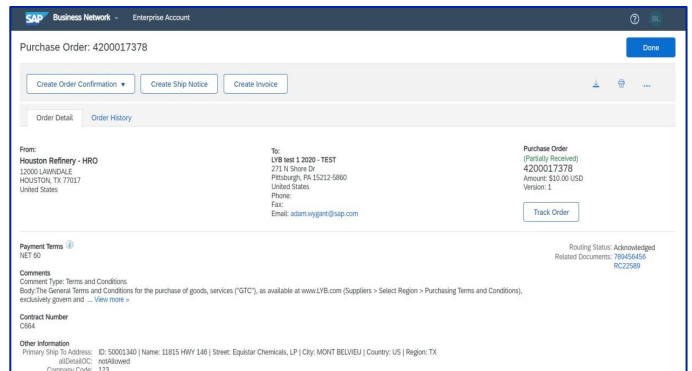 SAP Business Network Enterprise Account
BL
Purchase Order: 4200017378
Done
Create Order Confirmation
Create Ship Notice
Create Invoice
Order Detail
Order History
From:
Houston Refinery - HRO
12000 LAWNDALE
HOUSTON, TX 77017
United States
To:
LYB test 1 2020 - TEST
271 N Shore Dr
Pittsburgh, PA 15212-5860
United States
Phone:
Fax:
Email: adam.wygant@sap.com
Purchase Order
(Partially Received)
4200017378
Amount: $10.00 USD
Version: 1
Track Order
Payment Terms
NET 60
Routing Status: Acknowledged
Related Documents: 789456456
RC22589
Comments
Comment Type: Terms and Conditions
Body:The General Terms and Conditions for the purchase of goods, services ("GTC"), as available at www.LYB.com (Suppliers > Select Region > Purchasing Terms and Conditions),
exclusively govern and ... View more »
Contract Number
C664
Other Information
Primary Ship To Address: ID: 50001340 | Name: 11815 HWY 146 | Street: Equistar Chemicals, LP | City: MONT BELVIEU | Country: US | Region: TX
allDetailOC: notAllowed
Company Code: 123